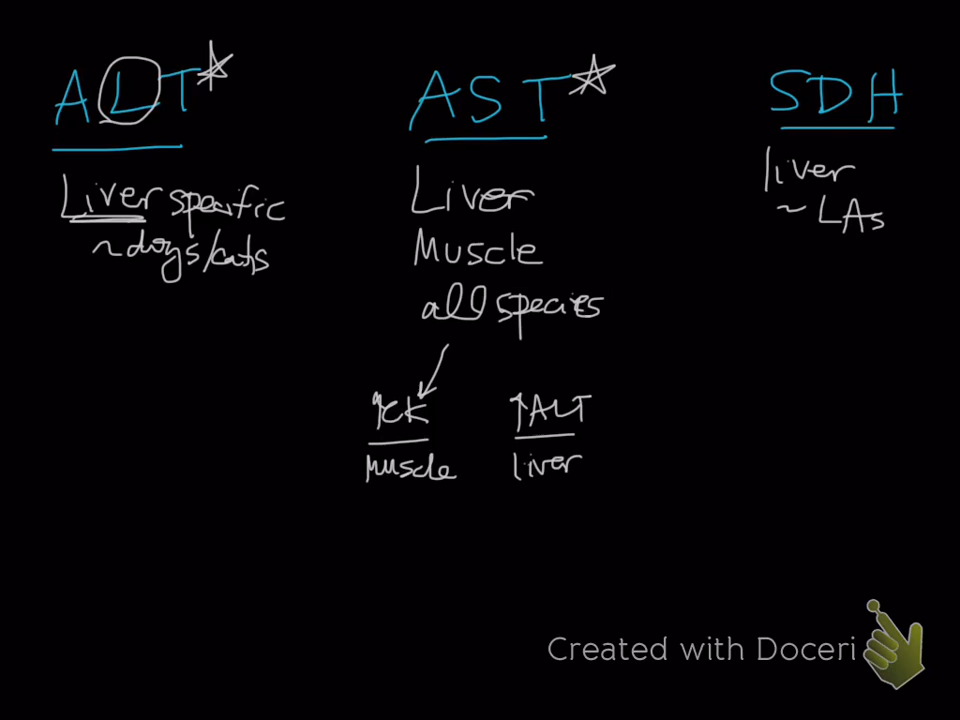 ALT*
Liver specific
~dogs/cats
AST☆
Liver
Muscle
all species
↑CK
muscle
↑ALT
liver
SDH
liver
~ LAs
Created with Doceri